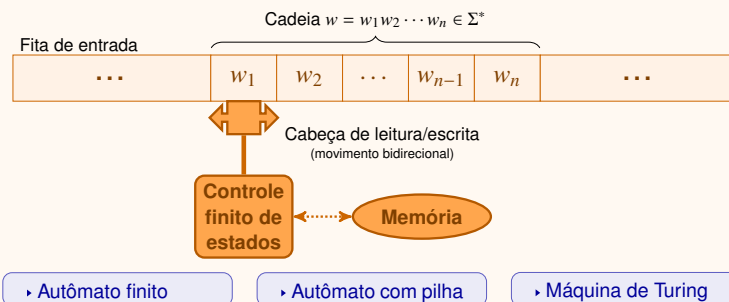 Cadeia w = w₁w₂ ⋯ wₙ ∈ Σ*
Fita de entrada
⋯ w₁ w₂ ⋯ wₙ₋₁ wₙ ⋯
Cabeça de leitura/escrita
(movimento bidirecional)
Controle
finito de
estados
Memória
▸ Autômato finito
▸ Autômato com pilha
▸ Máquina de Turing